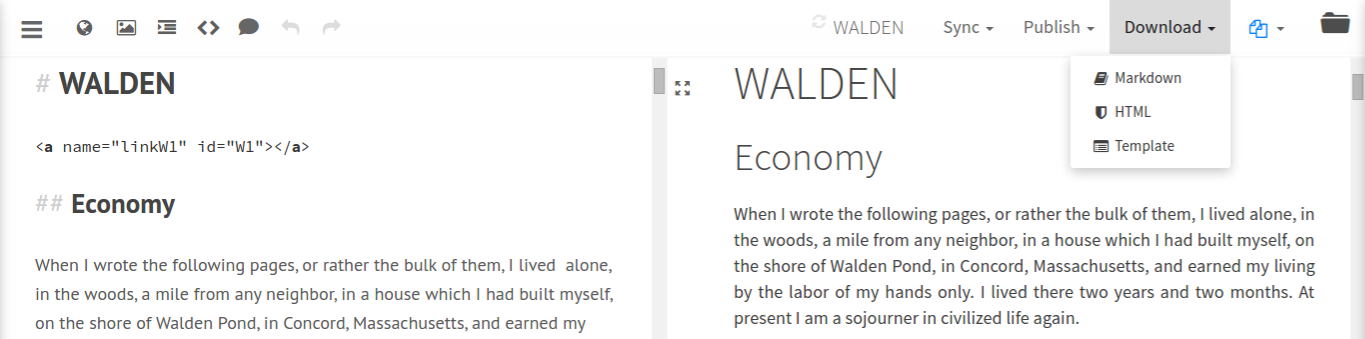 WALDEN Sync Publish Download
Markdown
HTML
Template
# WALDEN
<a name="linkW1" id="W1"></a>
## Economy
When I wrote the following pages, or rather the bulk of them, I lived  alone,
in the woods, a mile from any neighbor, in a house which I had built myself,
on the shore of Walden Pond, in Concord, Massachusetts, and earned my
WALDEN
Economy
When I wrote the following pages, or rather the bulk of them, I lived alone, in
the woods, a mile from any neighbor, in a house which I had built myself, on
the shore of Walden Pond, in Concord, Massachusetts, and earned my living
by the labor of my hands only. I lived there two years and two months. At
present I am a sojourner in civilized life again.